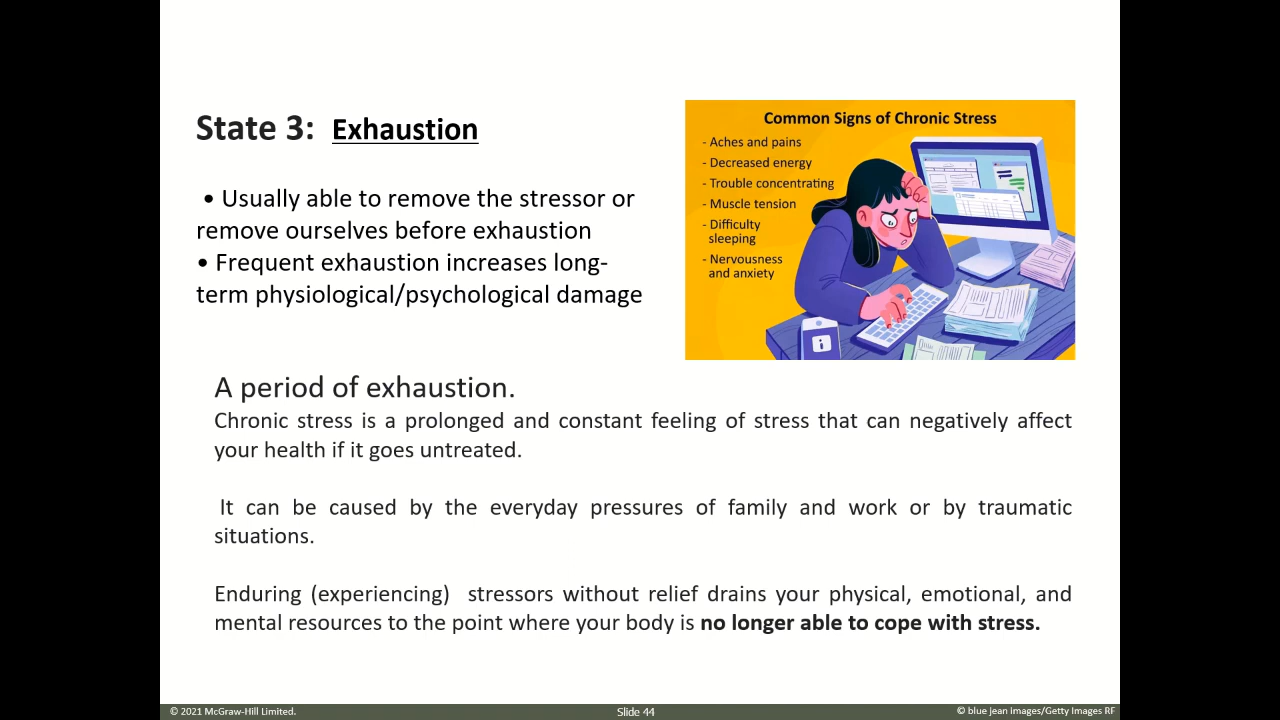 State 3: Exhaustion
• Usually able to remove the stressor or
remove ourselves before exhaustion
• Frequent exhaustion increases long-
term physiological/psychological damage
Common Signs of Chronic Stress
- Aches and pains
- Decreased energy
- Trouble concentrating
- Muscle tension
- Difficulty
sleeping
- Nervousness
and anxiety
A period of exhaustion.
Chronic stress is a prolonged and constant feeling of stress that can negatively affect
your health if it goes untreated.
It can be caused by the everyday pressures of family and work or by traumatic
situations.
Enduring (experiencing) stressors without relief drains your physical, emotional, and
mental resources to the point where your body is no longer able to cope with stress.
© 2021 McGraw-Hill Limited.
Slide 44
© blue jean images/Getty Images RF